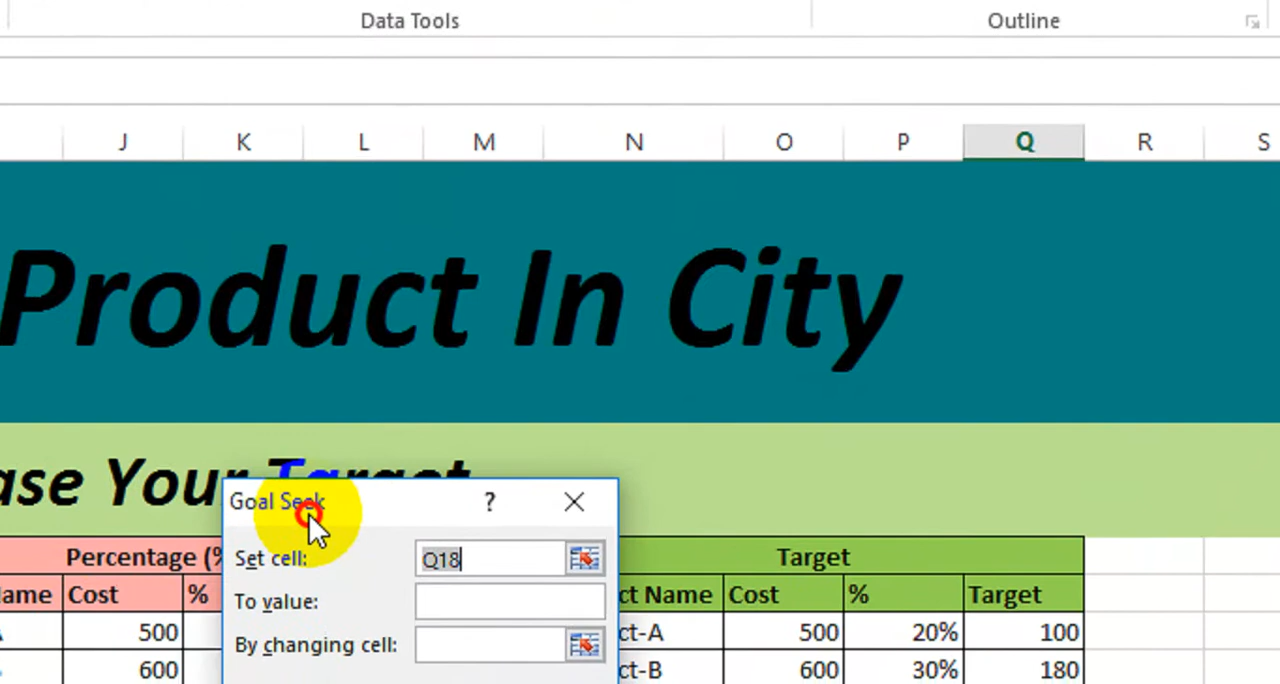 Data Tools Outline
J K L M N O P Q R S
Product In City
ase Your Target
Goal Seek ?
Percentage (% Target
Set cell: Q18
ame Cost % ct Name Cost % Target
To value:
500 ct-A 500 20% 100
By changing cell:
600 ct-B 600 30% 180